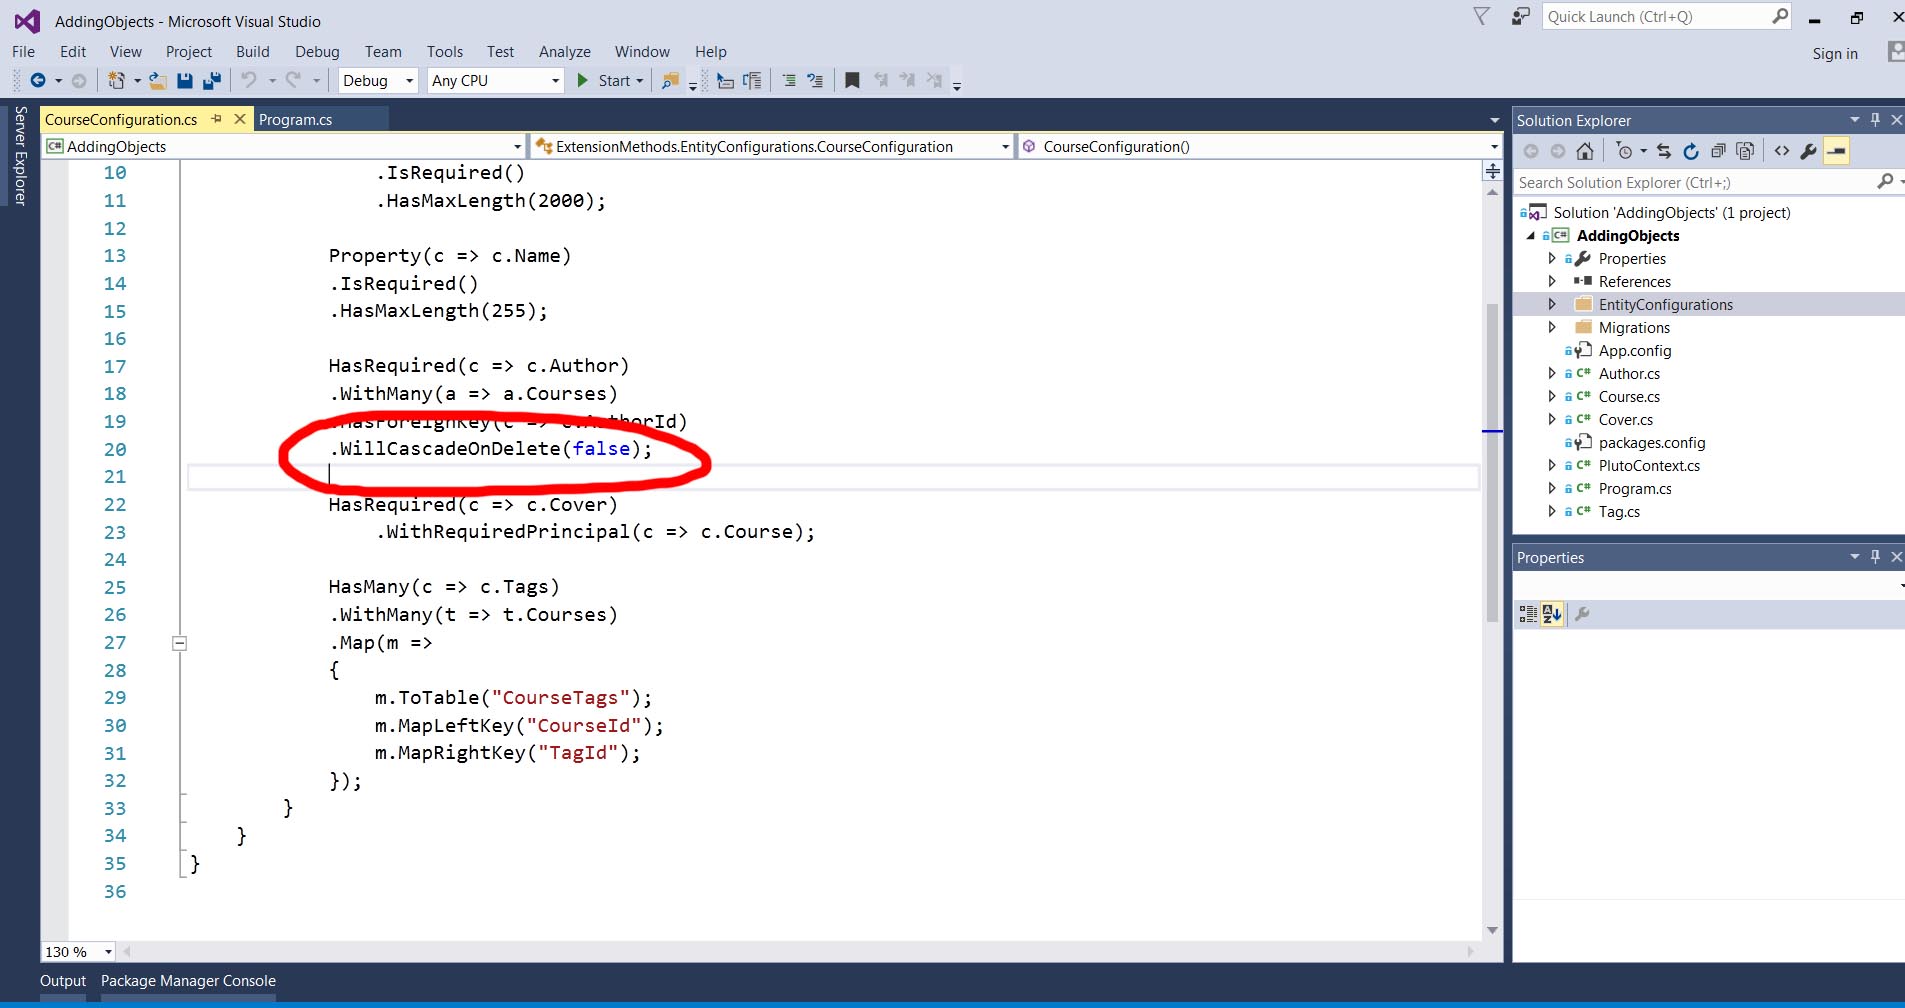 AddingObjects - Microsoft Visual Studio
Quick Launch (Ctrl+Q)
File Edit View Project Build Debug Team Tools Test Analyze Window Help
Sign in
Debug Any CPU Start
Server Explorer
CourseConfiguration.cs Program.cs
AddingObjects ExtensionMethods.EntityConfigurations.CourseConfiguration CourseConfiguration()
10 .IsRequired()
11 .HasMaxLength(2000);
12
13 Property(c => c.Name)
14 .IsRequired()
15 .HasMaxLength(255);
16
17 HasRequired(c => c.Author)
18 .WithMany(a => a.Courses)
19 .HasForeignKey(c => c.AuthorId)
20 .WillCascadeOnDelete(false);
21
22 HasRequired(c => c.Cover)
23 .WithRequiredPrincipal(c => c.Course);
24
25 HasMany(c => c.Tags)
26 .WithMany(t => t.Courses)
27 .Map(m =>
28 {
29 m.ToTable("CourseTags");
30 m.MapLeftKey("CourseId");
31 m.MapRightKey("TagId");
32 });
33 }
34 }
35 }
36
130 %
Output Package Manager Console
Solution Explorer
Search Solution Explorer (Ctrl+;)
Solution 'AddingObjects' (1 project)
C# AddingObjects
Properties
References
EntityConfigurations
Migrations
App.config
C# Author.cs
C# Course.cs
C# Cover.cs
packages.config
C# PlutoContext.cs
C# Program.cs
C# Tag.cs
Properties